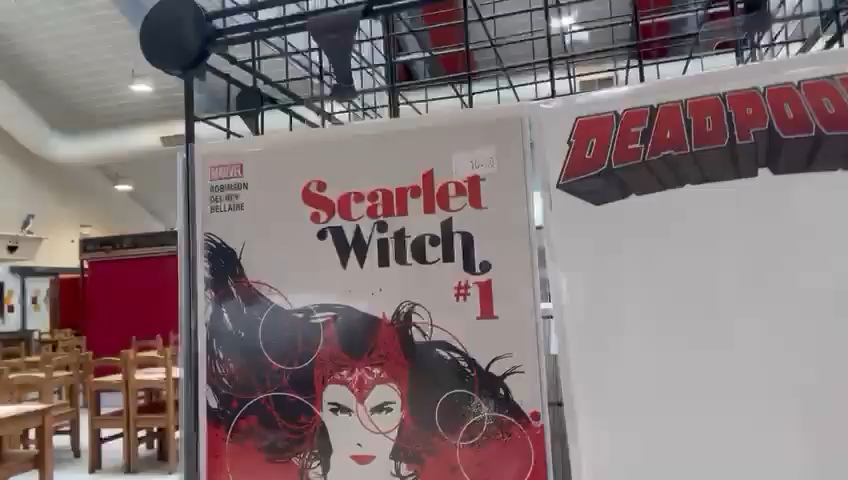 MARVEL
ROBINSON
DEL REY
BELLAIRE
Scarlet
Witch
#1
DEADPOO